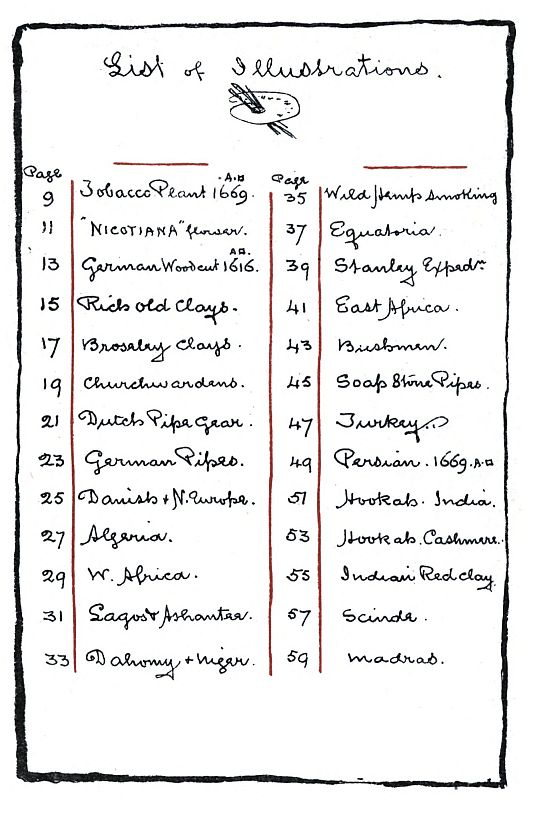 List of Illustrations.
Page
9 Tobacco Plant 1669. A.D
11 "NICOTIANA" flower.
13 German Woodcut 1616. A.D.
15 Rich old Clays.
17 Broseley Clays.
19 Churchwardens.
21 Dutch Pipe Gear.
23 German Pipes.
25 Danish + N. Europe.
27 Algeria.
29 W. Africa.
31 Lagos & Ashantee.
33 Dahomy + Niger.
Page
35 Wild Hemp smoking
37 Equatoria.
39 Stanley Expedn.
41 East Africa.
43 Bushmen.
45 Soap Stone Pipes.
47 Turkey.
49 Persian. 1669. A.D
51 Hookah. India.
53 Hookah. Cashmere.
55 Indian Red clay.
57 Scinde.
59 Madras.